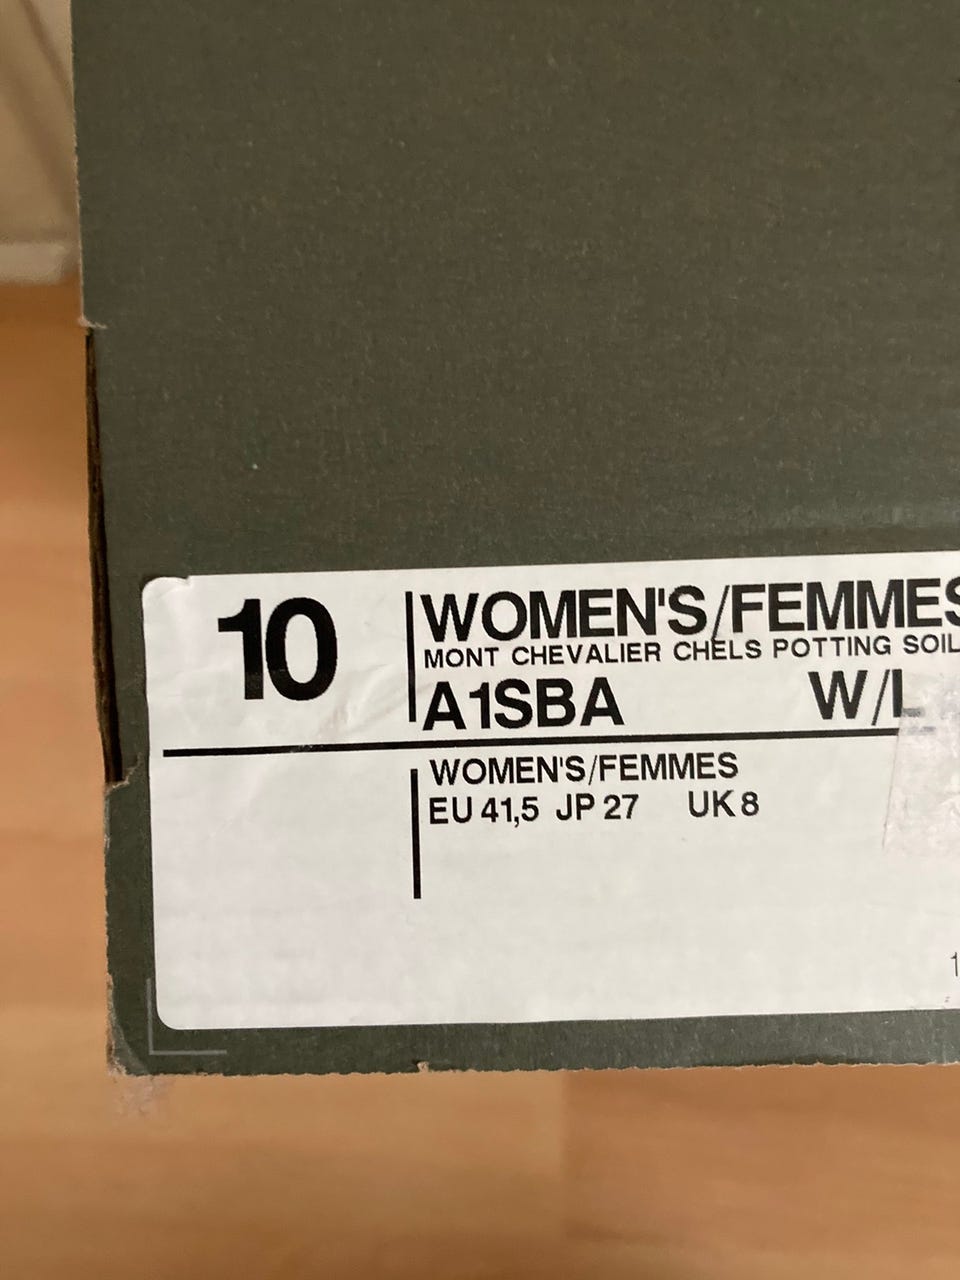 10
WOMEN'S/FEMMES
MONT CHEVALIER CHELS POTTING SOIL
A1SBA W/L
WOMEN'S/FEMMES
EU 41,5 JP 27 UK 8